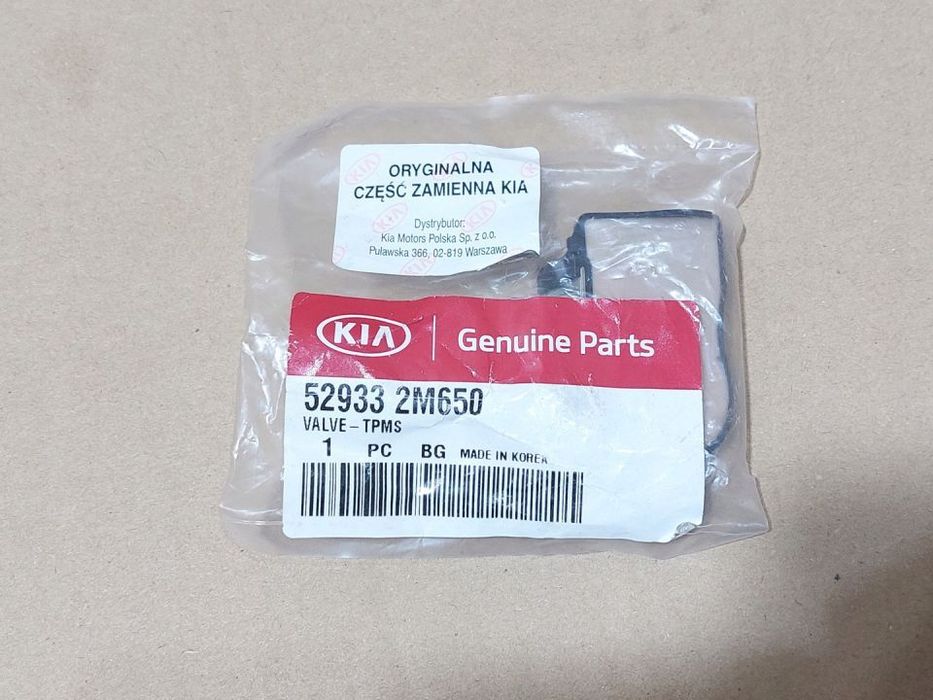 ORYGINALNA
CZĘŚĆ ZAMIENNA KIA
Dystrybutor:
Kia Motors Polska Sp. z o.o.
Puławska 366, 02-819 Warszawa
KIA Genuine Parts
52933 2M650
VALVE-TPMS
1 PC BG MADE IN KOREA